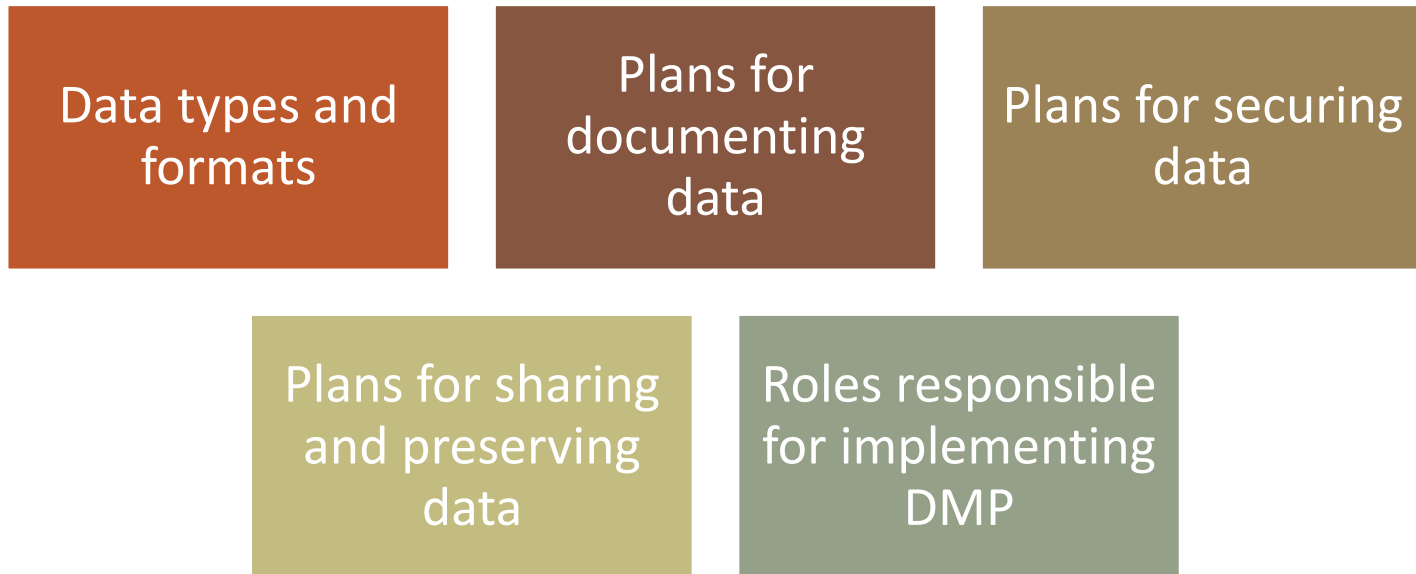 Data types and
formats
Plans for
documenting
data
Plans for securing
data
Plans for sharing
and preserving
data
Roles responsible
for implementing
DMP